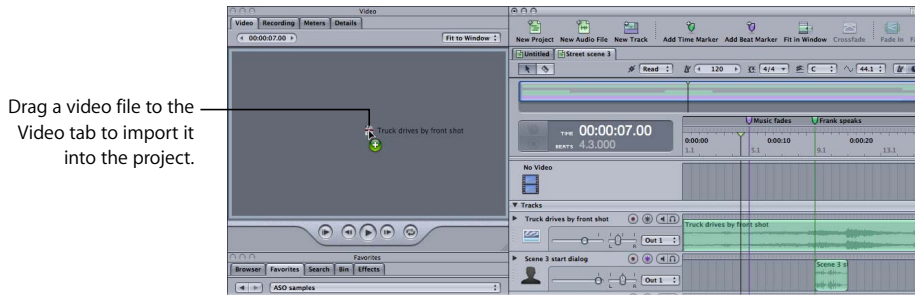 Drag a video file to the
Video tab to import it
into the project.
Video
Video Recording Meters Details
00:00:07.00 Fit to Window
Truck drives by front shot
Favorites
Browser Favorites Search Bin Effects
ASO samples
New Project New Audio File New Track Add Time Marker Add Beat Marker Fit in Window Crossfade Fade In
Untitled Street scene 3
Read 120 4/4 C 44.1
Music fades Frank speaks
TIME 00:00:07.00
BEATS 4.3.000
0:00:00 0:00:10 0:00:20
1.1 5.1 9.1 13.1
No Video
Tracks
Truck drives by front shot
Truck drives by front shot
L R Out 1
Scene 3 start dialog
Scene 3 st
L R Out 1